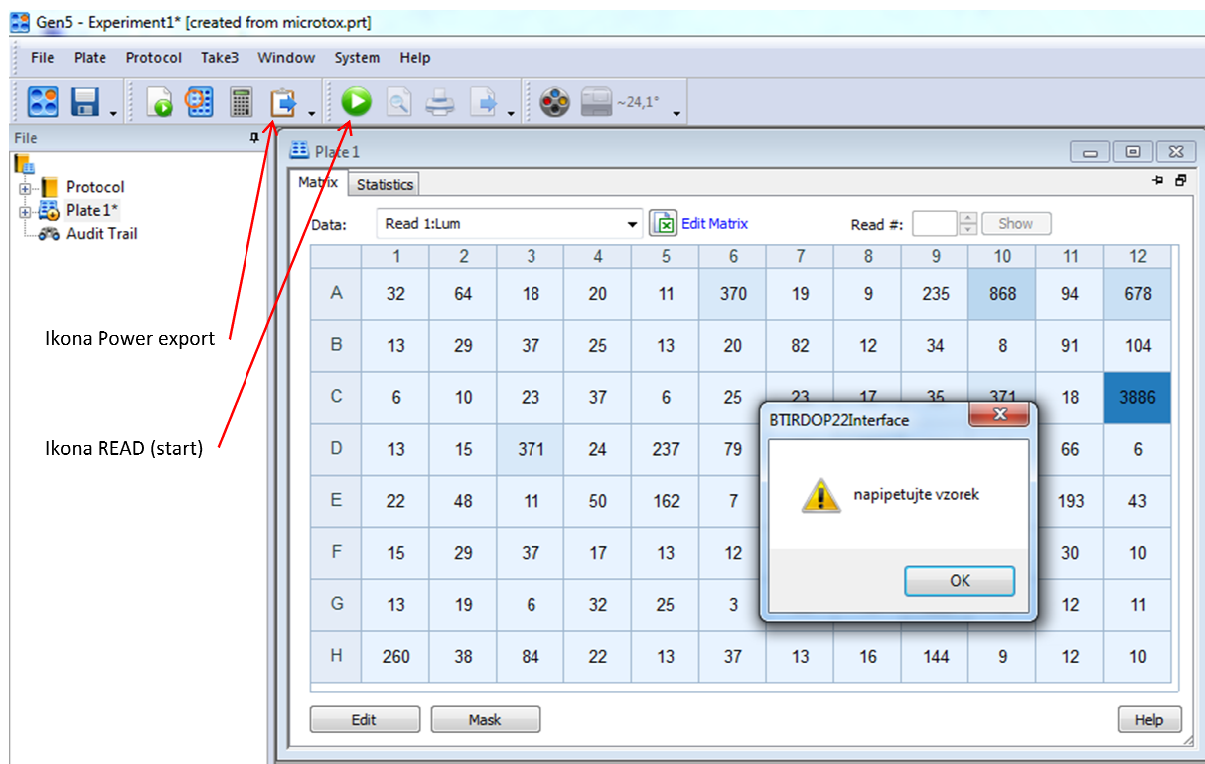 Gen5 - Experiment1* [created from microtox.prt]
File Plate Protocol Take3 Window System Help
~24,1°
File
Protocol
Plate 1*
Audit Trail
Ikona Power export
Ikona READ (start)
Plate 1
Matrix Statistics
Data: Read 1:Lum Edit Matrix Read #: Show
1 2 3 4 5 6 7 8 9 10 11 12
A 32 64 18 20 11 370 19 9 235 868 94 678
B 13 29 37 25 13 20 82 12 34 8 91 104
C 6 10 23 37 6 25 23 17 35 371 18 3886
D 13 15 371 24 237 79 66 6
E 22 48 11 50 162 7 193 43
F 15 29 37 17 13 12 30 10
G 13 19 6 32 25 3 12 11
H 260 38 84 22 13 37 13 16 144 9 12 10
BTIRDOP22Interface
napipetujte vzorek
OK
Edit Mask Help